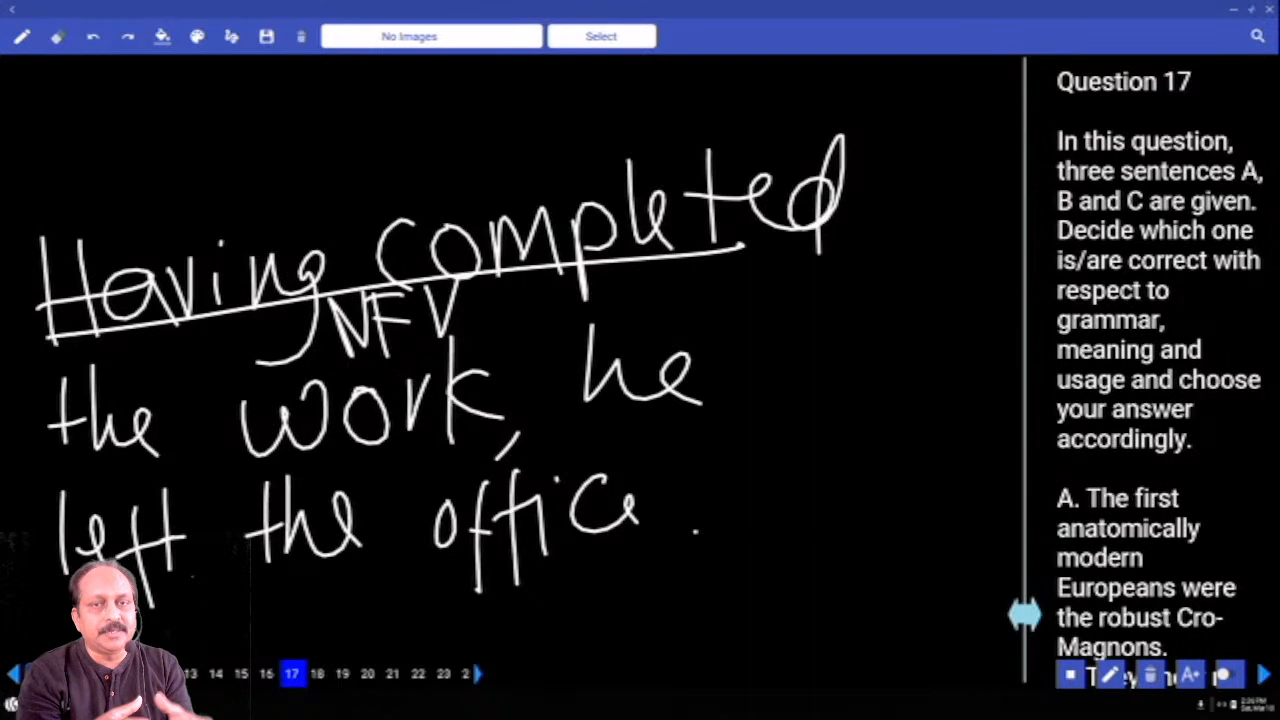 No Images
Select
Having completed
NFV
the work, he
left the office.
13 14 15 16 17 18 19 20 21 22 23 2
Question 17
In this question,
three sentences A,
B and C are given.
Decide which one
is/are correct with
respect to
grammar,
meaning and
usage and choose
your answer
accordingly.
A. The first
anatomically
modern
Europeans were
the robust Cro-
Magnons.
A+